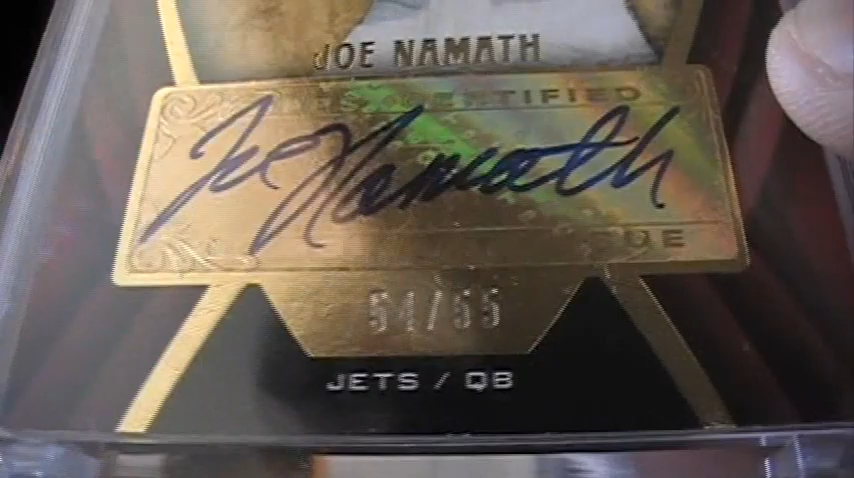 JOE NAMATH
CERTIFIED
Joe Namath
54/55
JETS / QB